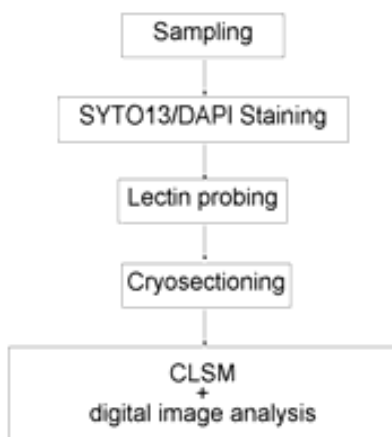 Sampling
SYTO13/DAPI Staining
Lectin probing
Cryosectioning
CLSM
+
digital image analysis